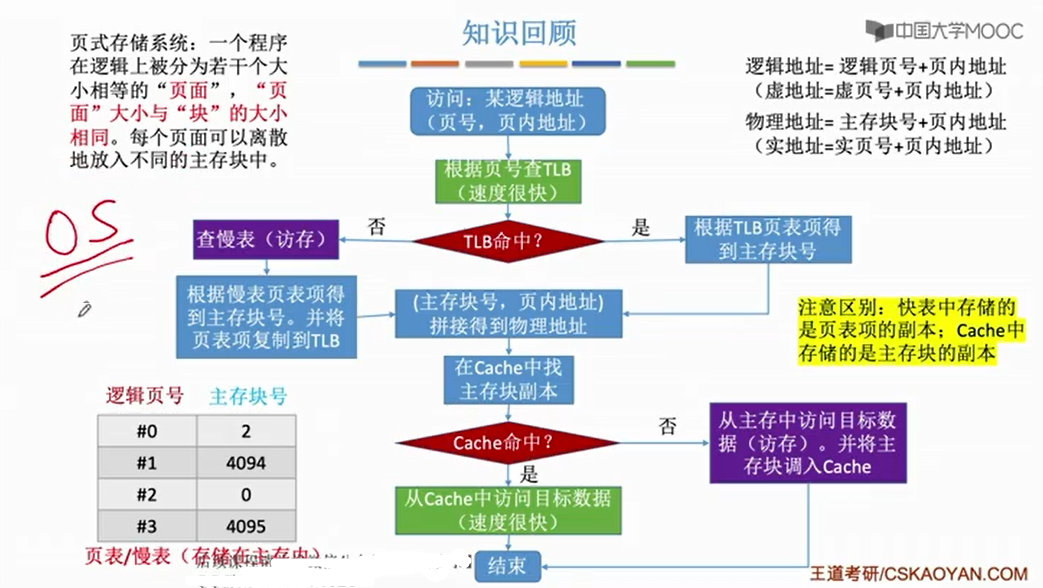 知识回顾
中国大学MOOC
页式存储系统：一个程序
在逻辑上被分为若干个大
小相等的“页面”，“页
面”大小与“块”的大小
相同。每个页面可以离散
地放入不同的主存块中。
逻辑地址= 逻辑页号+页内地址
（虚地址=虚页号+页内地址）
物理地址= 主存块号+页内地址
（实地址=实页号+页内地址）
OS
访问：某逻辑地址
（页号，页内地址）
根据页号查TLB
（速度很快）
TLB命中？
否
是
查慢表（访存）
根据TLB页表项得
到主存块号
根据慢表页表项得
到主存块号。并将
页表项复制到TLB
(主存块号，页内地址)
拼接得到物理地址
注意区别：快表中存储的
是页表项的副本；Cache中
存储的是主存块的副本
在Cache中找
主存块副本
Cache命中？
否
是
从主存中访问目标数
据（访存）。并将主
存块调入Cache
从Cache中访问目标数据
（速度很快）
结束
逻辑页号 主存块号
#0 2
#1 4094
#2 0
#3 4095
页表/慢表（存储在主存内）
王道考研/CSKAOYAN.COM